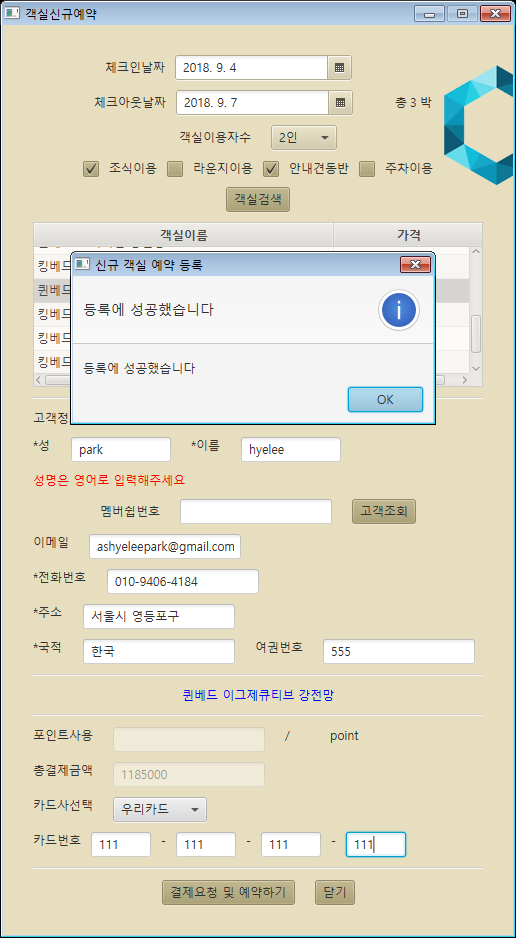 객실신규예약
체크인날짜 2018. 9. 4
체크아웃날짜 2018. 9. 7 총 3 박
객실이용자수 2인
조식이용 라운지이용 안내견동반 주차이용
객실검색
객실이름 가격
신규 객실 예약 등록
킹베드
퀸베드
킹베드
킹베드
킹베드
등록에 성공했습니다
등록에 성공했습니다
OK
고객정
*성 park *이름 hyelee
성명은 영어로 입력해주세요
멤버쉽번호 고객조회
이메일 ashyeleepark@gmail.com
*전화번호 010-9406-4184
*주소 서울시 영등포구
*국적 한국 여권번호 555
퀸베드 이그제큐티브 강전망
포인트사용 / point
총결제금액 1185000
카드사선택 우리카드
카드번호 111 - 111 - 111 - 111
결제요청 및 예약하기 닫기